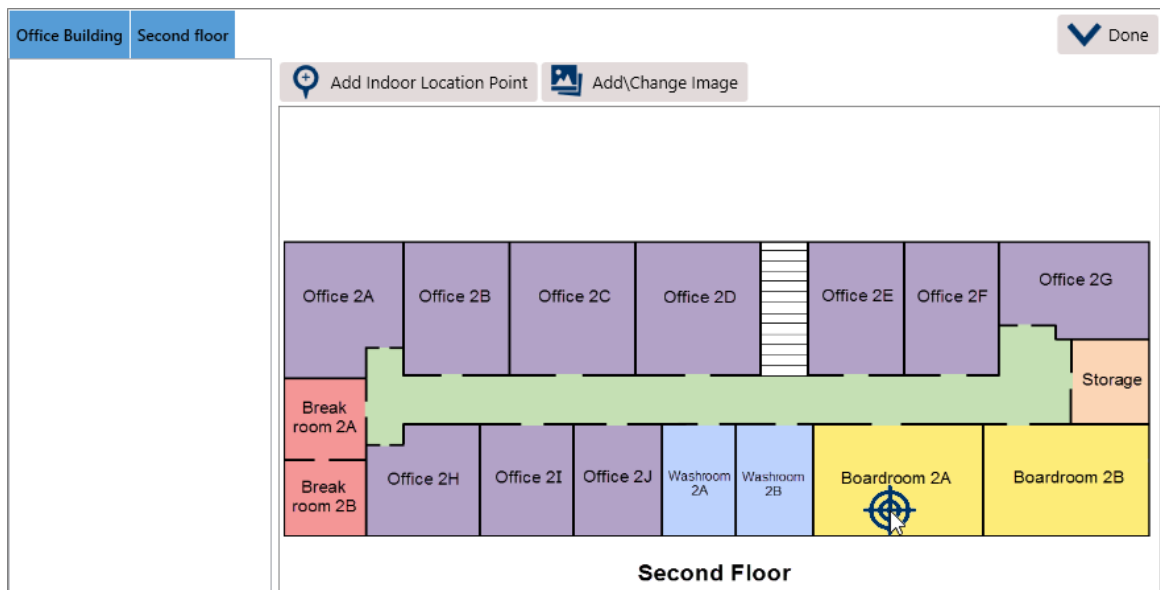 Office Building
Second floor
Done
Add Indoor Location Point
Add\Change Image
Office 2A
Office 2B
Office 2C
Office 2D
Office 2E
Office 2F
Office 2G
Storage
Break
room 2A
Break
room 2B
Office 2H
Office 2I
Office 2J
Washroom
2A
Washroom
2B
Boardroom 2A
Boardroom 2B
Second Floor